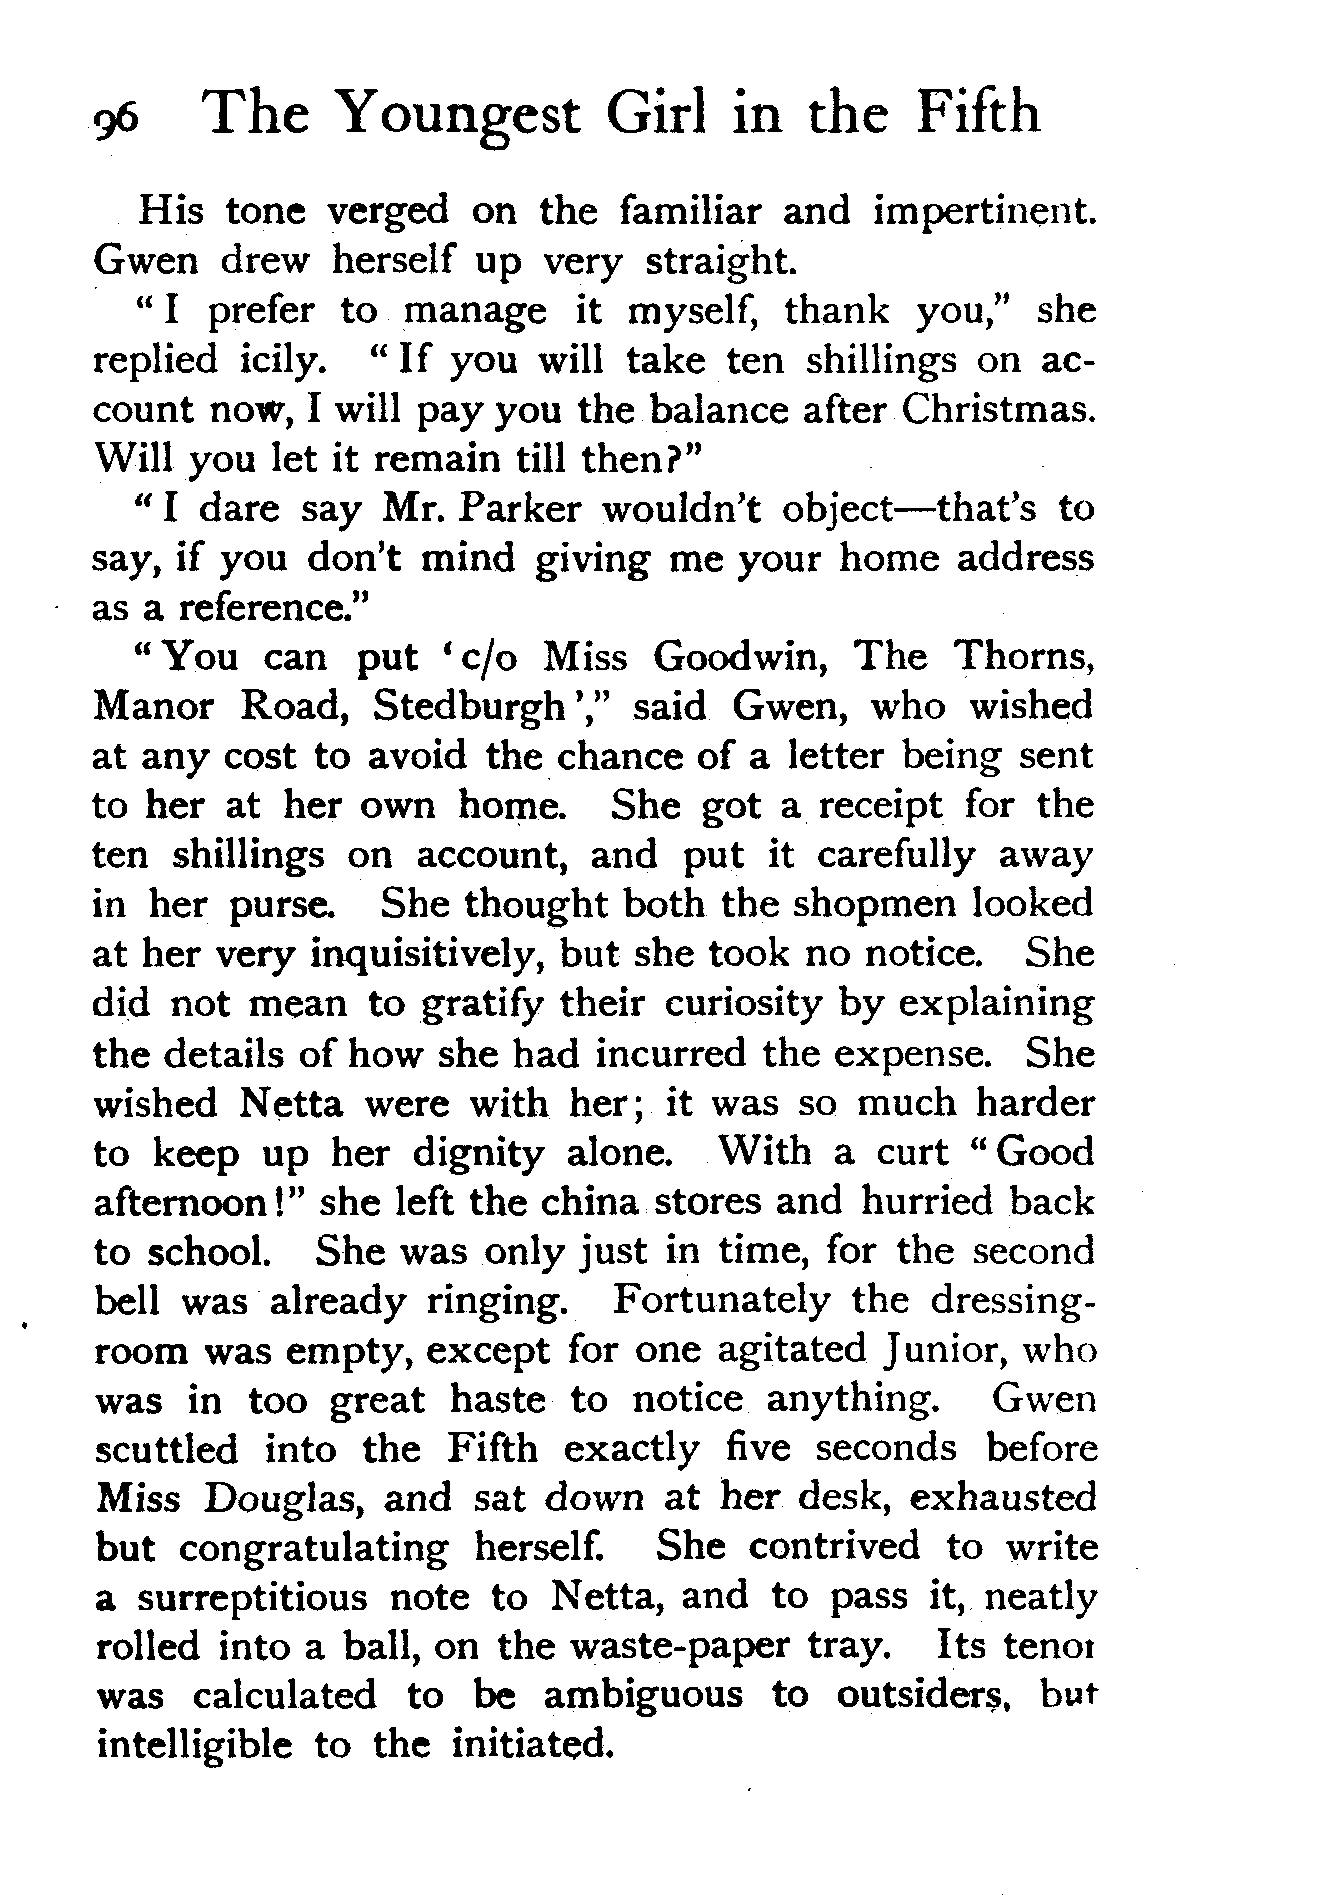 96 The Youngest Girl in the Fifth
His tone verged on the familiar and impertinent.
Gwen drew herself up very straight.
“I prefer to manage it myself, thank you,” she
replied icily. “If you will take ten shillings on ac-
count now, I will pay you the balance after Christmas.
Will you let it remain till then?”
“I dare say Mr. Parker wouldn't object—that's to
say, if you don't mind giving me your home address
as a reference.”
“You can put ‘c/o Miss Goodwin, The Thorns,
Manor Road, Stedburgh’,” said Gwen, who wished
at any cost to avoid the chance of a letter being sent
to her at her own home. She got a receipt for the
ten shillings on account, and put it carefully away
in her purse. She thought both the shopmen looked
at her very inquisitively, but she took no notice. She
did not mean to gratify their curiosity by explaining
the details of how she had incurred the expense. She
wished Netta were with her; it was so much harder
to keep up her dignity alone. With a curt “Good
afternoon!” she left the china stores and hurried back
to school. She was only just in time, for the second
bell was already ringing. Fortunately the dressing-
room was empty, except for one agitated Junior, who
was in too great haste to notice anything. Gwen
scuttled into the Fifth exactly five seconds before
Miss Douglas, and sat down at her desk, exhausted
but congratulating herself. She contrived to write
a surreptitious note to Netta, and to pass it, neatly
rolled into a ball, on the waste-paper tray. Its tenor
was calculated to be ambiguous to outsiders, but
intelligible to the initiated.